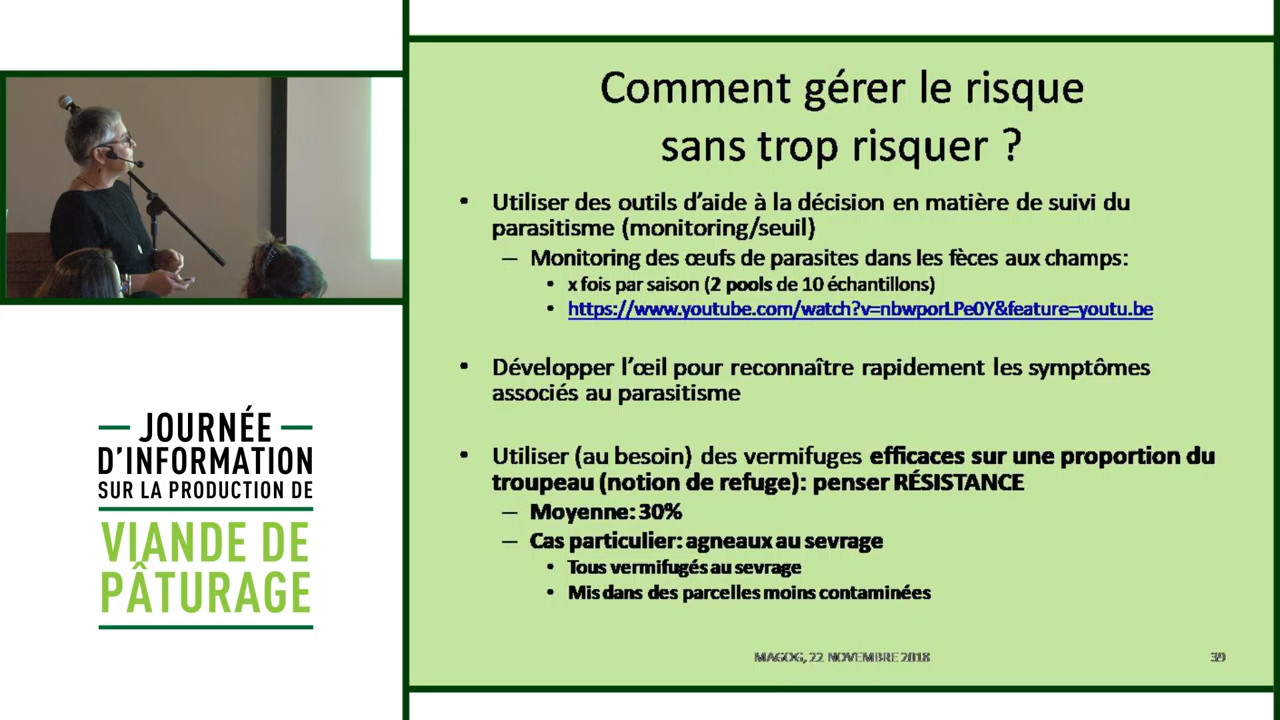 Comment gérer le risque
sans trop risquer ?
• Utiliser des outils d'aide à la décision en matière de suivi du
parasitisme (monitoring/seuil)
– Monitoring des œufs de parasites dans les fèces aux champs:
• x fois par saison (2 pools de 10 échantillons)
• https://www.youtube.com/watch?v=nbwporLPe0Y&feature=youtu.be
• Développer l'œil pour reconnaître rapidement les symptômes
associés au parasitisme
• Utiliser (au besoin) des vermifuges efficaces sur une proportion du
troupeau (notion de refuge): penser RÉSISTANCE
– Moyenne: 30%
– Cas particulier: agneaux au sevrage
• Tous vermifugés au sevrage
• Mis dans des parcelles moins contaminées
MAGOG, 22 NOVEMBRE 2018
39
JOURNÉE
D'INFORMATION
SUR LA PRODUCTION DE
VIANDE DE
PÂTURAGE